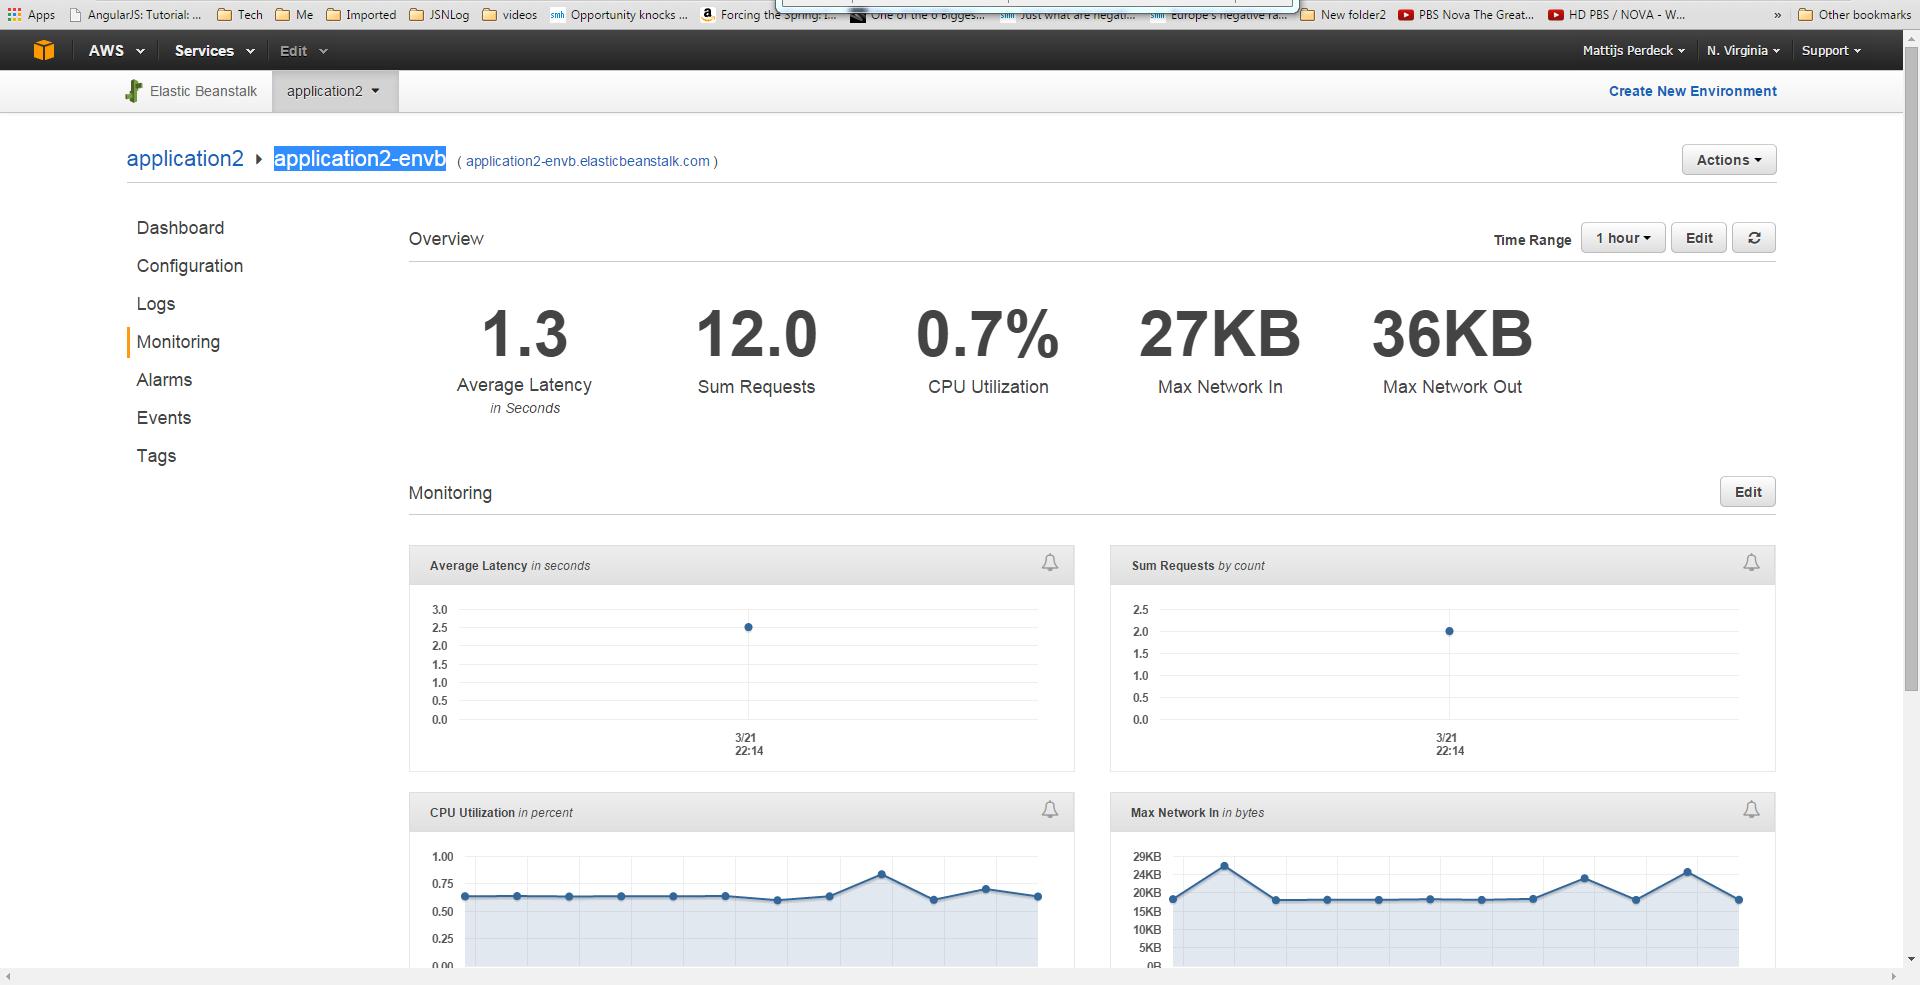 Apps AngularJS: Tutorial: ... Tech Me Imported JSNLog videos smh Opportunity knocks ... Forcing the Spring: I... One of the 6 Bigges... smh Just what are negati... smh Europe's negative ra... New folder2 PBS Nova The Great... HD PBS / NOVA - W... » Other bookmarks
AWS Services Edit Mattijs Perdeck N. Virginia Support
Elastic Beanstalk application2 Create New Environment
application2 application2-envb ( application2-envb.elasticbeanstalk.com ) Actions
Dashboard
Configuration
Logs
Monitoring
Alarms
Events
Tags
Overview Time Range 1 hour Edit
1.3 12.0 0.7% 27KB 36KB
Average Latency Sum Requests CPU Utilization Max Network In Max Network Out
in Seconds
Monitoring Edit
Average Latency in seconds
3.0
2.5
2.0
1.5
1.0
0.5
0.0
3/21
22:14
Sum Requests by count
2.5
2.0
1.5
1.0
0.5
0.0
3/21
22:14
CPU Utilization in percent
1.00
0.75
0.50
0.25
0.00
Max Network In in bytes
29KB
24KB
20KB
15KB
10KB
5KB
0B